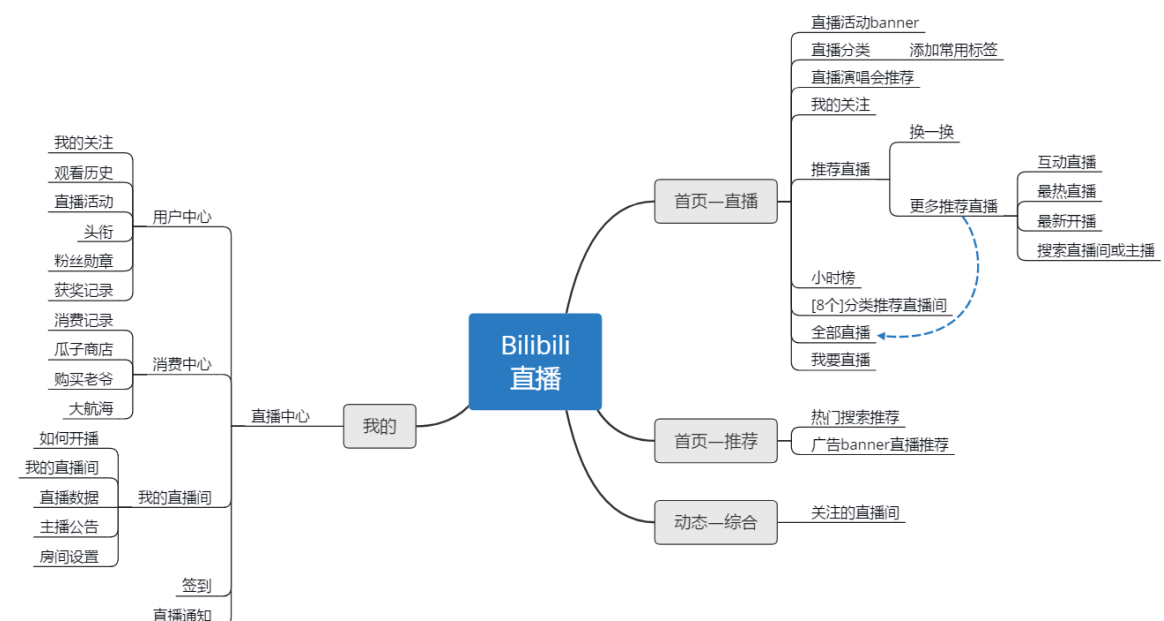 Bilibili
直播
首页—直播
直播活动banner
直播分类
添加常用标签
直播演唱会推荐
我的关注
推荐直播
换一换
更多推荐直播
互动直播
最热直播
最新开播
搜索直播间或主播
小时榜
[8个]分类推荐直播间
全部直播
我要直播
首页—推荐
热门搜索推荐
广告banner直播推荐
动态—综合
关注的直播间
我的
直播中心
用户中心
我的关注
观看历史
直播活动
头衔
粉丝勋章
获奖记录
消费中心
消费记录
瓜子商店
购买老爷
大航海
我的直播间
如何开播
我的直播间
直播数据
主播公告
房间设置
签到
直播通知